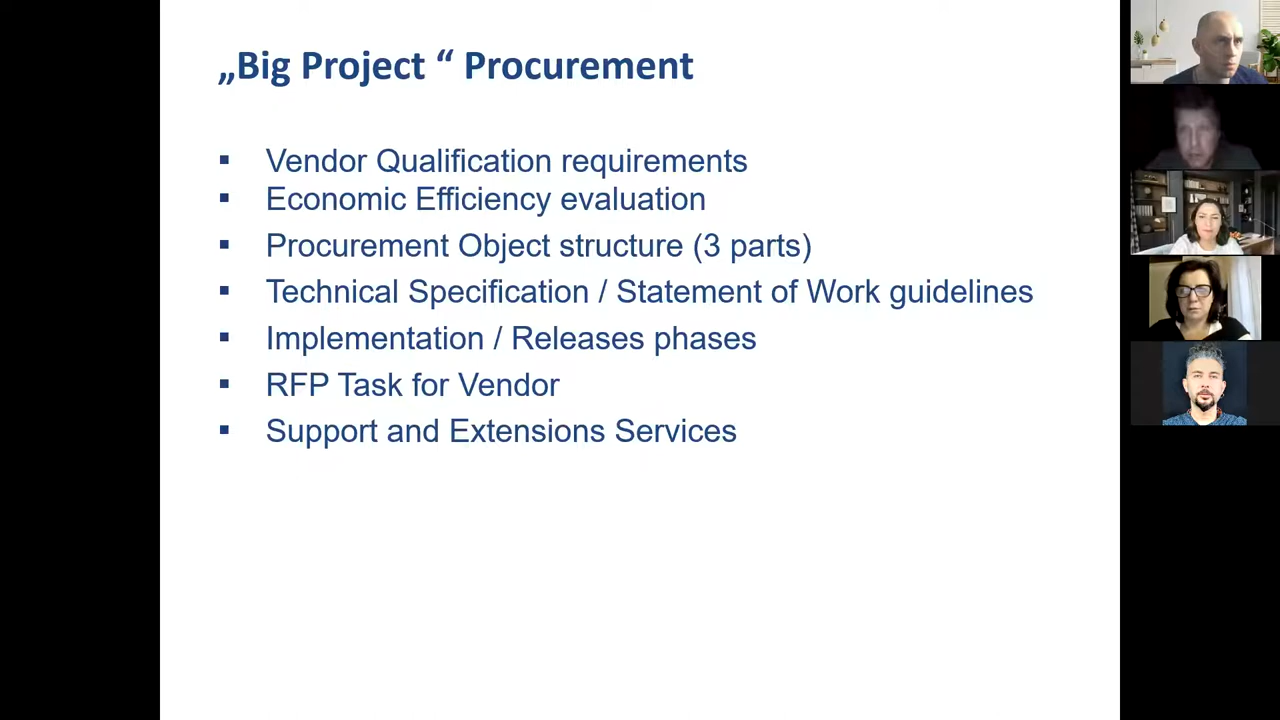 „Big Project “ Procurement
▪ Vendor Qualification requirements
▪ Economic Efficiency evaluation
▪ Procurement Object structure (3 parts)
▪ Technical Specification / Statement of Work guidelines
▪ Implementation / Releases phases
▪ RFP Task for Vendor
▪ Support and Extensions Services